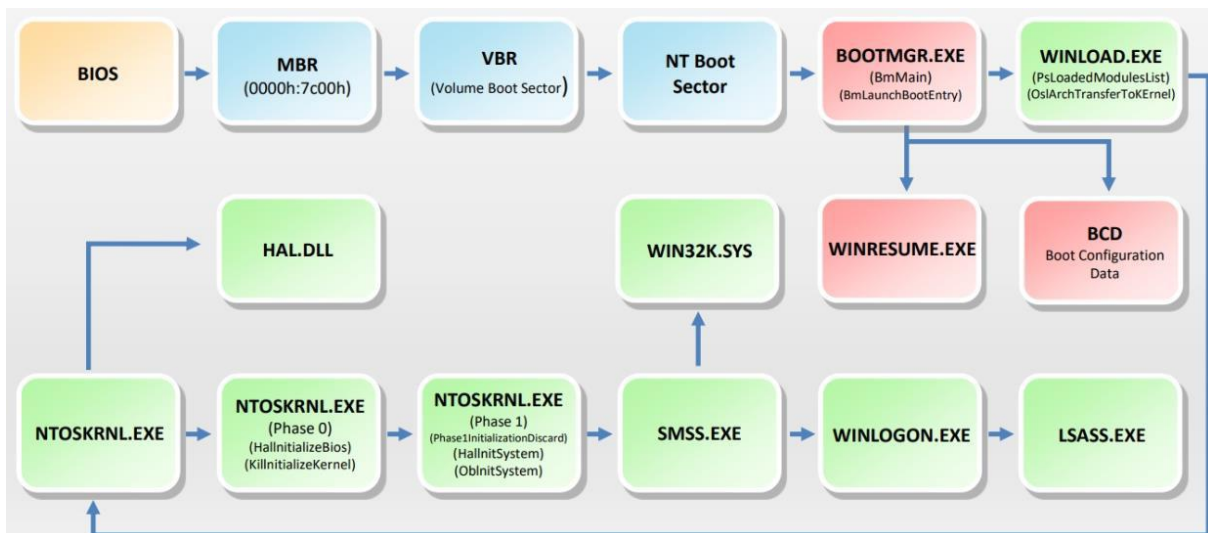 BIOS
MBR
(0000h:7c00h)
VBR
(Volume Boot Sector)
NT Boot
Sector
BOOTMGR.EXE
(BmMain)
(BmLaunchBootEntry)
WINLOAD.EXE
(PsLoadedModulesList)
(OslArchTransferToKErnel)
HAL.DLL
WIN32K.SYS
WINRESUME.EXE
BCD
Boot Configuration
Data
NTOSKRNL.EXE
NTOSKRNL.EXE
(Phase 0)
(HalInitializeBios)
(KiIInitializeKernel)
NTOSKRNL.EXE
(Phase 1)
(Phase1InitializationDiscard)
(HalInitSystem)
(ObInitSystem)
SMSS.EXE
WINLOGON.EXE
LSASS.EXE